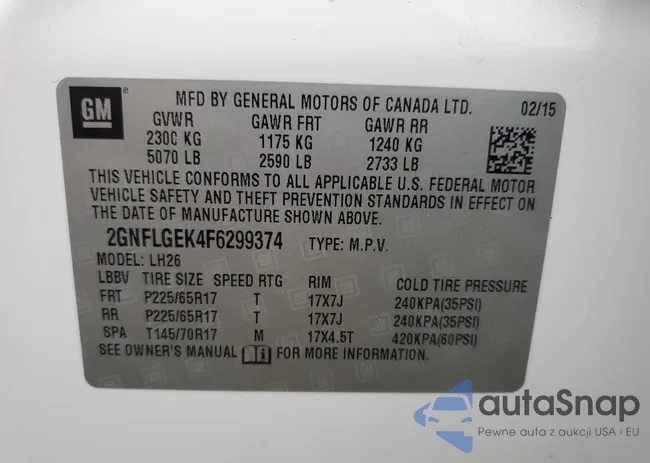 GM
MFD BY GENERAL MOTORS OF CANADA LTD. 02/15
GVWR GAWR FRT GAWR RR
2300 KG 1175 KG 1240 KG
5070 LB 2590 LB 2733 LB
THIS VEHICLE CONFORMS TO ALL APPLICABLE U.S. FEDERAL MOTOR
VEHICLE SAFETY AND THEFT PREVENTION STANDARDS IN EFFECT ON
THE DATE OF MANUFACTURE SHOWN ABOVE.
2GNFLGEK4F6299374 TYPE: M.P.V.
MODEL: LH26
LBBV TIRE SIZE SPEED RTG RIM COLD TIRE PRESSURE
FRT P225/65R17 T 17X7J 240KPA(35PSI)
RR P225/65R17 T 17X7J 240KPA(35PSI)
SPA T145/70R17 M 17X4.5T 420KPA(60PSI)
SEE OWNER'S MANUAL FOR MORE INFORMATION.
autaSnap
Pewne auta z aukcji USA i EU